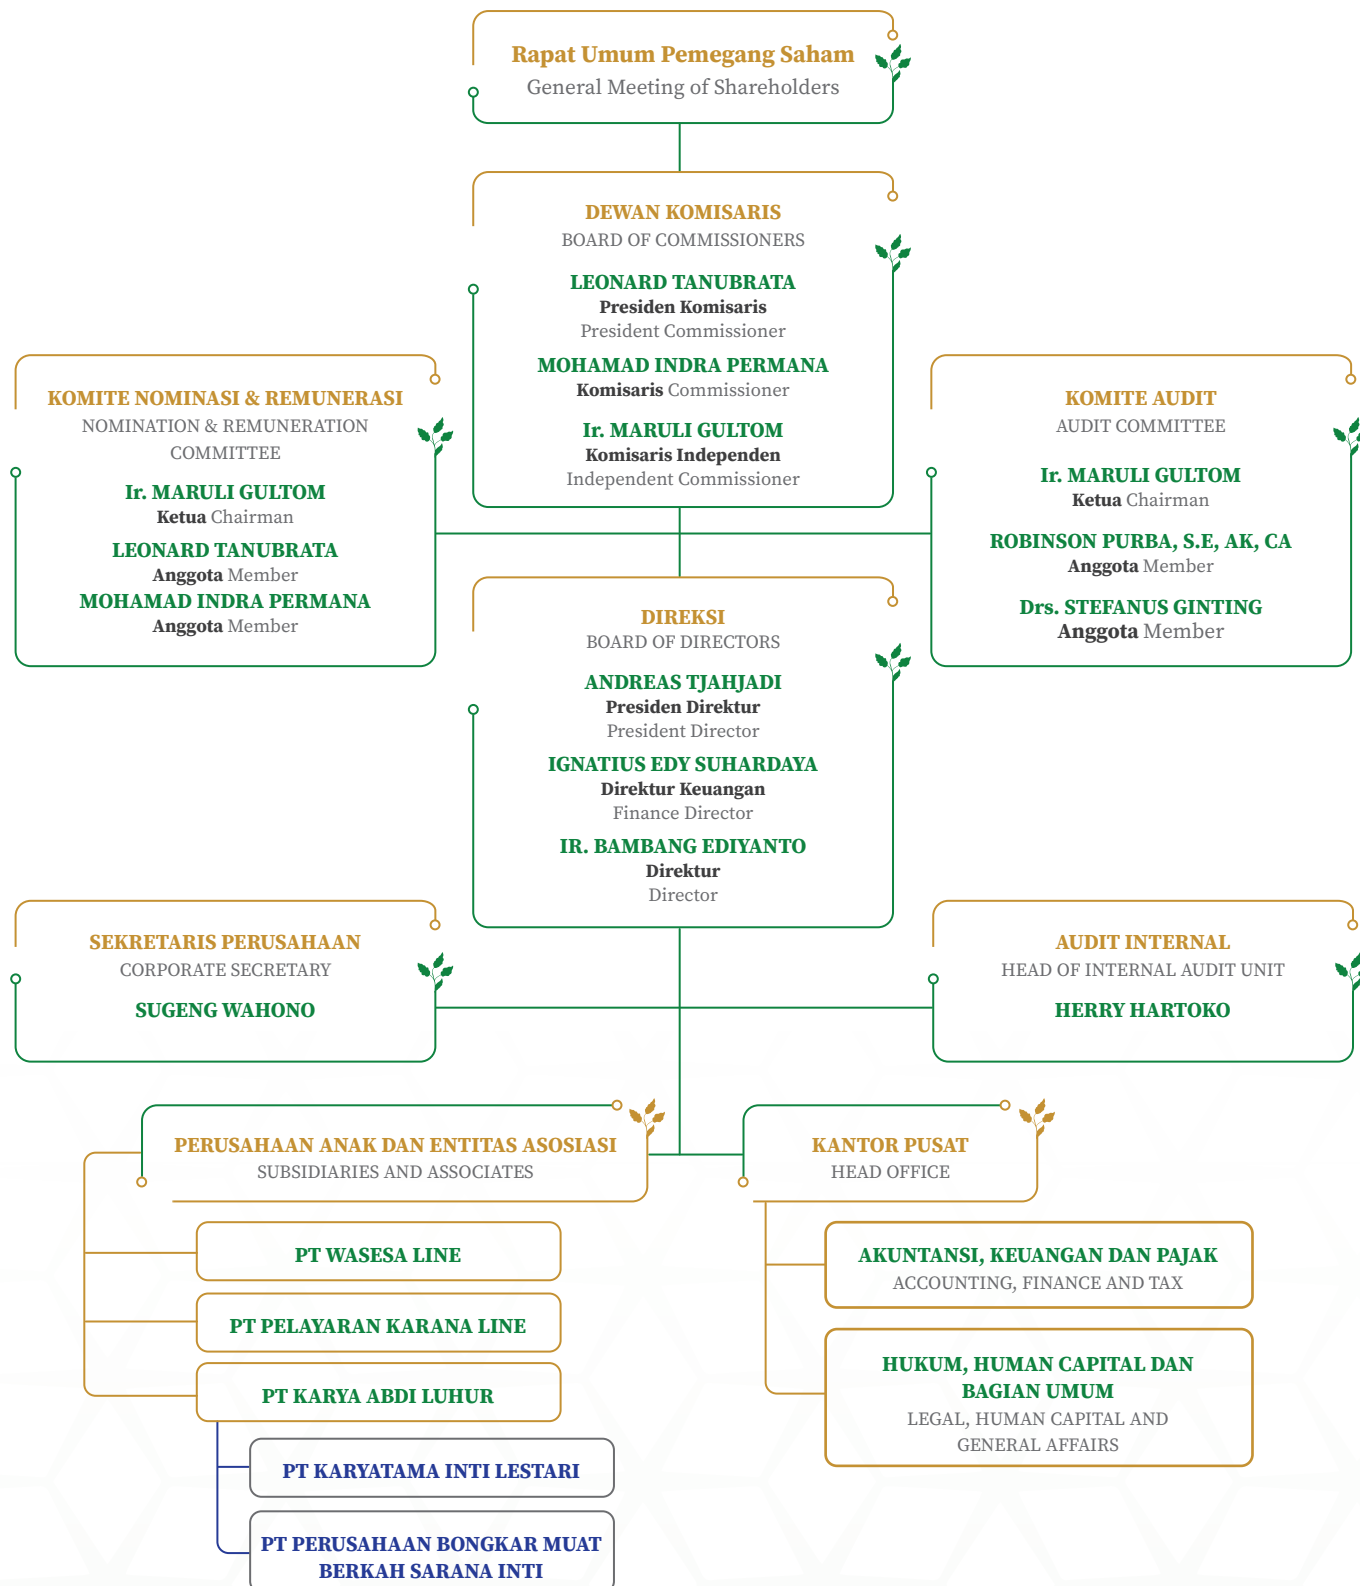 Rapat Umum Pemegang Saham
General Meeting of Shareholders
DEWAN KOMISARIS
BOARD OF COMMISSIONERS
LEONARD TANUBRATA
Presiden Komisaris
President Commissioner
MOHAMAD INDRA PERMANA
Komisaris Commissioner
Ir. MARULI GULTOM
Komisaris Independen
Independent Commissioner
KOMITE NOMINASI & REMUNERASI
NOMINATION & REMUNERATION
COMMITTEE
Ir. MARULI GULTOM
Ketua Chairman
LEONARD TANUBRATA
Anggota Member
MOHAMAD INDRA PERMANA
Anggota Member
KOMITE AUDIT
AUDIT COMMITTEE
Ir. MARULI GULTOM
Ketua Chairman
ROBINSON PURBA, S.E, AK, CA
Anggota Member
Drs. STEFANUS GINTING
Anggota Member
DIREKSI
BOARD OF DIRECTORS
ANDREAS TJAHJADI
Presiden Direktur
President Director
IGNATIUS EDY SUHARDAYA
Direktur Keuangan
Finance Director
IR. BAMBANG EDIYANTO
Direktur
Director
SEKRETARIS PERUSAHAAN
CORPORATE SECRETARY
SUGENG WAHONO
AUDIT INTERNAL
HEAD OF INTERNAL AUDIT UNIT
HERRY HARTOKO
PERUSAHAAN ANAK DAN ENTITAS ASOSIASI
SUBSIDIARIES AND ASSOCIATES
PT WASESA LINE
PT PELAYARAN KARANA LINE
PT KARYA ABDI LUHUR
PT KARYATAMA INTI LESTARI
PT PERUSAHAAN BONGKAR MUAT
BERKAH SARANA INTI
KANTOR PUSAT
HEAD OFFICE
AKUNTANSI, KEUANGAN DAN PAJAK
ACCOUNTING, FINANCE AND TAX
HUKUM, HUMAN CAPITAL DAN
BAGIAN UMUM
LEGAL, HUMAN CAPITAL AND
GENERAL AFFAIRS